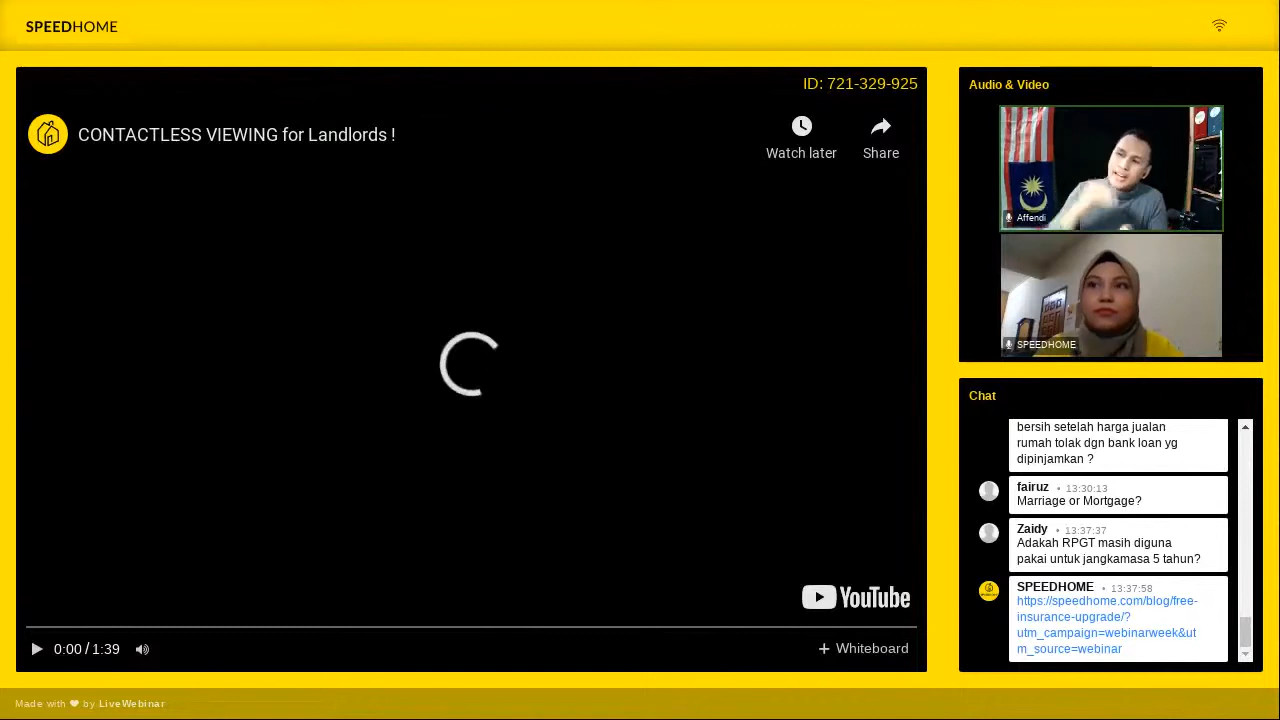 SPEEDHOME
ID: 721-329-925
CONTACTLESS VIEWING for Landlords !
Watch later
Share
YouTube
0:00 / 1:39
+ Whiteboard
Audio & Video
Affendi
SPEEDHOME
Chat
bersih setelah harga jualan
rumah tolak dgn bank loan yg
dipinjamkan ?
fairuz • 13:30:13
Marriage or Mortgage?
Zaidy • 13:37:37
Adakah RPGT masih diguna
pakai untuk jangkamasa 5 tahun?
SPEEDHOME • 13:37:58
https://speedhome.com/blog/free-
insurance-upgrade/?
utm_campaign=webinarweek&ut
m_source=webinar
Made with ❤ by LiveWebinar